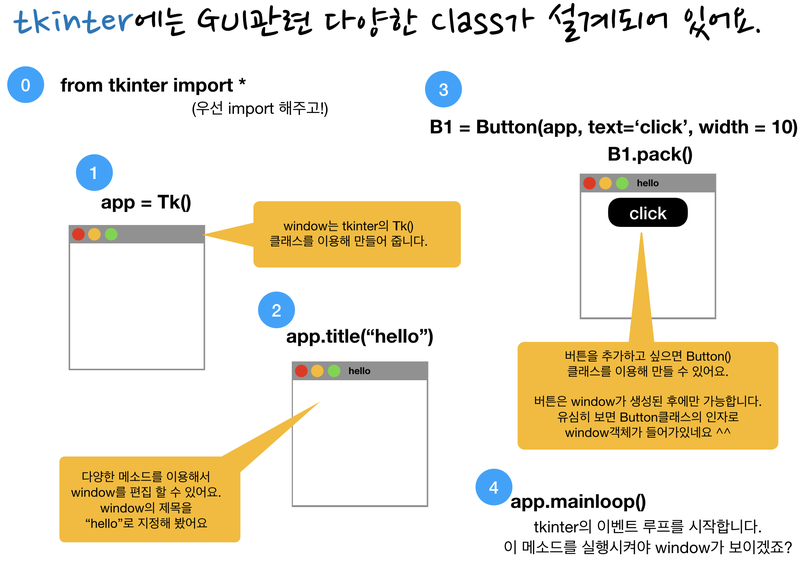 tkinter에는 GUI관련 다양한 class가 설계되어 있어요.
0
from tkinter import *
(우선 import 해주고!)
1
app = Tk()
window는 tkinter의 Tk()
클래스를 이용해 만들어 줍니다.
2
app.title(“hello”)
hello
다양한 메소드를 이용해서
window를 편집 할 수 있어요.
window의 제목을
“hello”로 지정해 봤어요
3
B1 = Button(app, text=‘click’, width = 10)
B1.pack()
hello
click
버튼을 추가하고 싶으면 Button()
클래스를 이용해 만들 수 있어요.
버튼은 window가 생성된 후에만 가능합니다.
유심히 보면 Button클래스의 인자로
window객체가 들어가있네요 ^^
4
app.mainloop()
tkinter의 이벤트 루프를 시작합니다.
이 메소드를 실행시켜야 window가 보이겠죠?